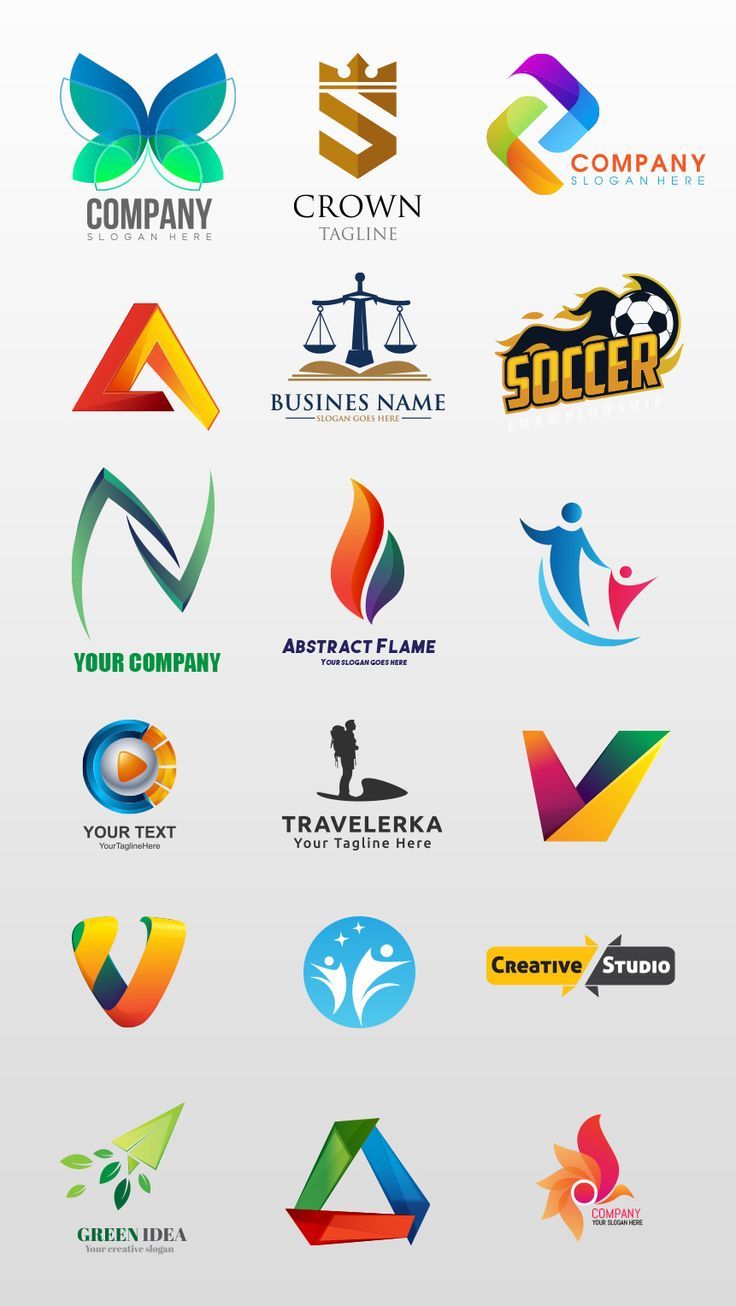 COMPANY
SLOGAN HERE
CROWN
TAGLINE
COMPANY
SLOGAN HERE
BUSINES NAME
SLOGAN GOES HERE
SOCCER
CHAMPIONSHIP
YOUR COMPANY
ABSTRACT FLAME
YOUR SLOGAN GOES HERE
YOUR TEXT
YourTaglineHere
TRAVELERKA
Your Tagline Here
CREATIVE STUDIO
GREEN IDEA
Your creative slogan
COMPANY
YOUR SLOGAN HERE